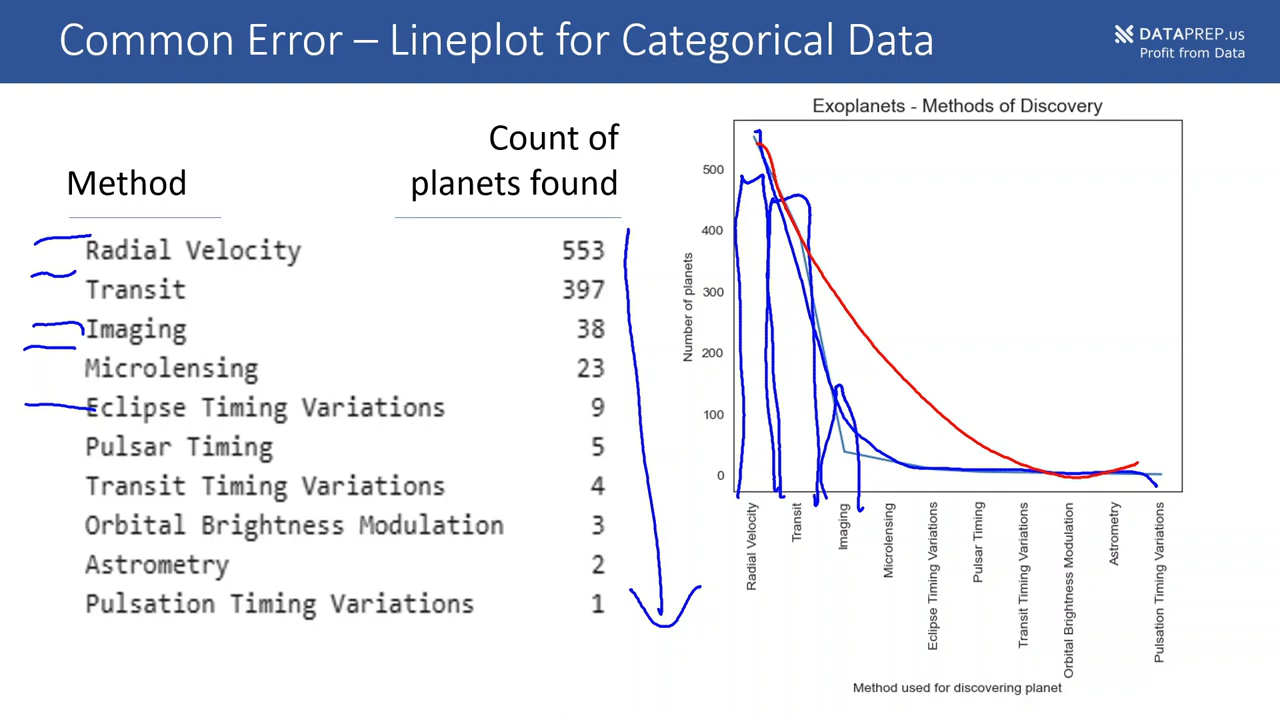 Common Error – Lineplot for Categorical Data
DATAPREP.US
Profit from Data
Method
Count of
planets found
Radial Velocity 553
Transit 397
Imaging 38
Microlensing 23
Eclipse Timing Variations 9
Pulsar Timing 5
Transit Timing Variations 4
Orbital Brightness Modulation 3
Astrometry 2
Pulsation Timing Variations 1
Exoplanets - Methods of Discovery
Number of planets
500
400
300
200
100
0
Radial Velocity
Transit
Imaging
Microlensing
Eclipse Timing Variations
Pulsar Timing
Transit Timing Variations
Orbital Brightness Modulation
Astrometry
Pulsation Timing Variations
Method used for discovering planet